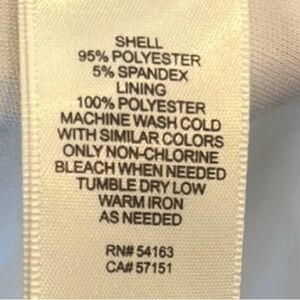 SHELL
95% POLYESTER
5% SPANDEX
LINING
100% POLYESTER
MACHINE WASH COLD
WITH SIMILAR COLORS
ONLY NON-CHLORINE
BLEACH WHEN NEEDED
TUMBLE DRY LOW
WARM IRON
AS NEEDED
RN# 54163
CA# 57151